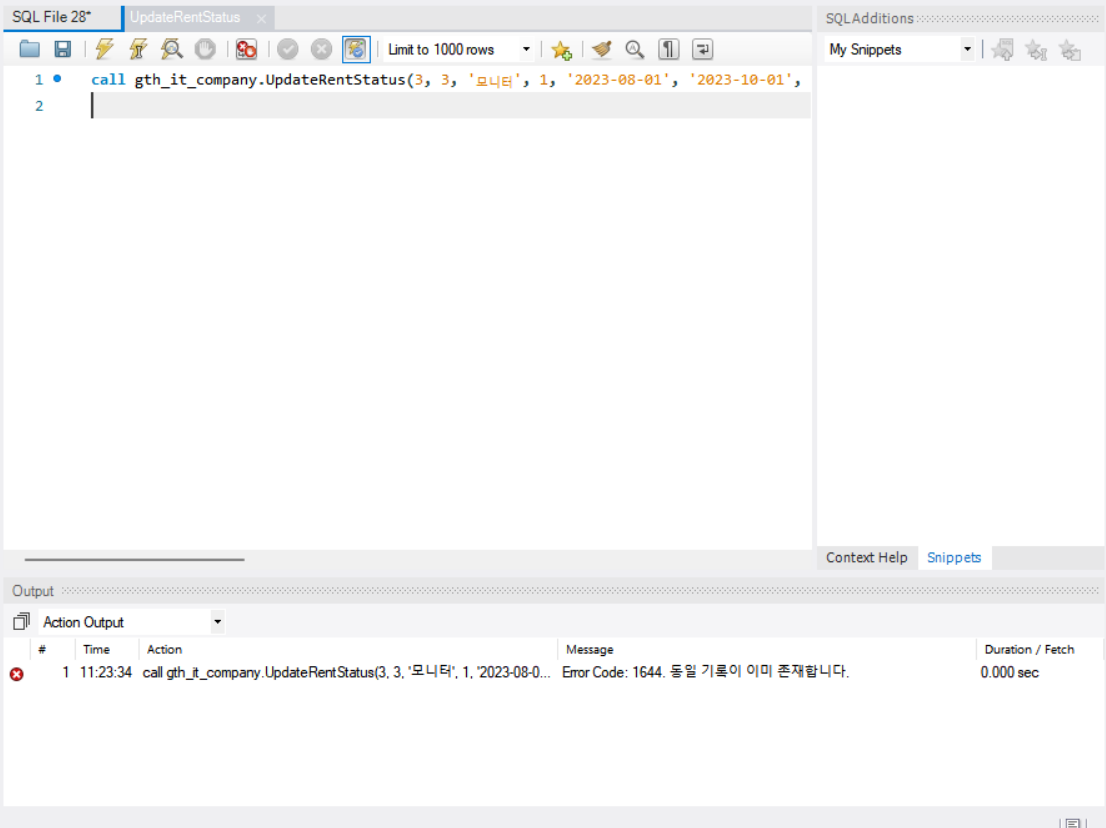 SQL File 28* UpdateRentStatus SQLAdditions
Limit to 1000 rows My Snippets
1 call gth_it_company.UpdateRentStatus(3, 3, '모니터', 1, '2023-08-01', '2023-10-01',
2
Context Help Snippets
Output
Action Output
# Time Action Message Duration / Fetch
1 11:23:34 call gth_it_company.UpdateRentStatus(3, 3, '모니터', 1, '2023-08-0... Error Code: 1644. 동일 기록이 이미 존재합니다. 0.000 sec